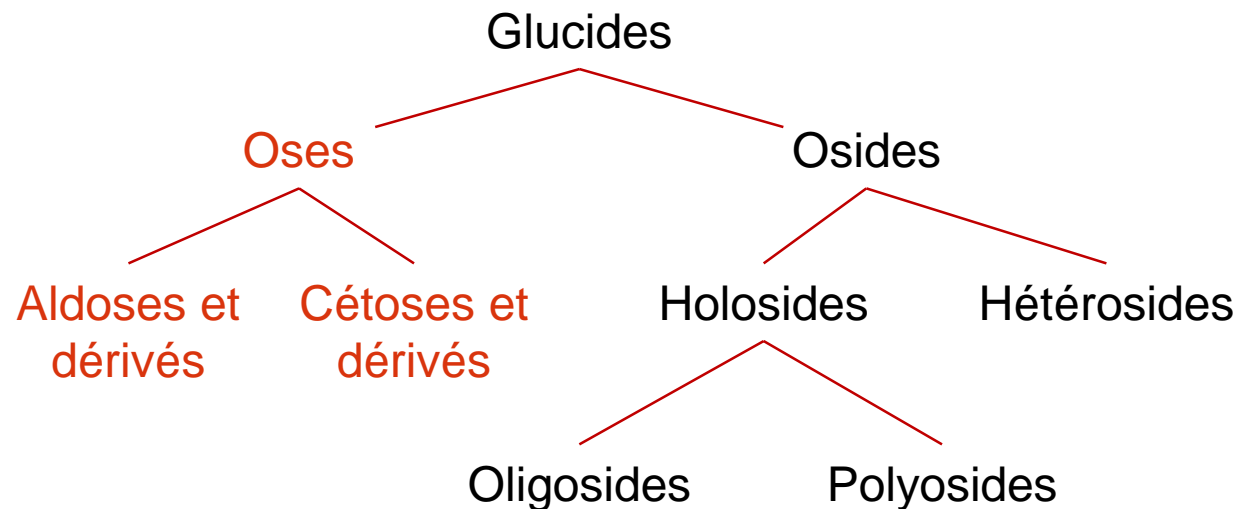 Glucides
Oses
Osides
Aldoses et
dérivés
Cétoses et
dérivés
Holosides
Hétérosides
Oligosides
Polyosides